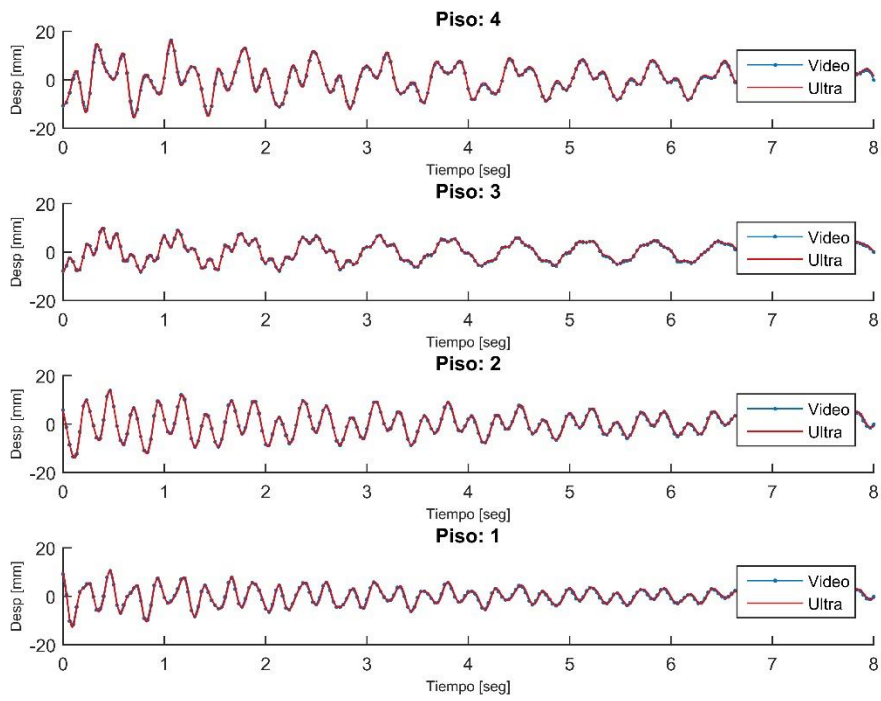 Piso: 4
20
0
-20
Desp [mm]
Video
Ultra
0 1 2 3 4 5 6 7 8
Tiempo [seg]
Piso: 3
20
0
-20
Desp [mm]
Video
Ultra
0 1 2 3 4 5 6 7 8
Tiempo [seg]
Piso: 2
20
0
-20
Desp [mm]
Video
Ultra
0 1 2 3 4 5 6 7 8
Tiempo [seg]
Piso: 1
20
0
-20
Desp [mm]
Video
Ultra
0 1 2 3 4 5 6 7 8
Tiempo [seg]